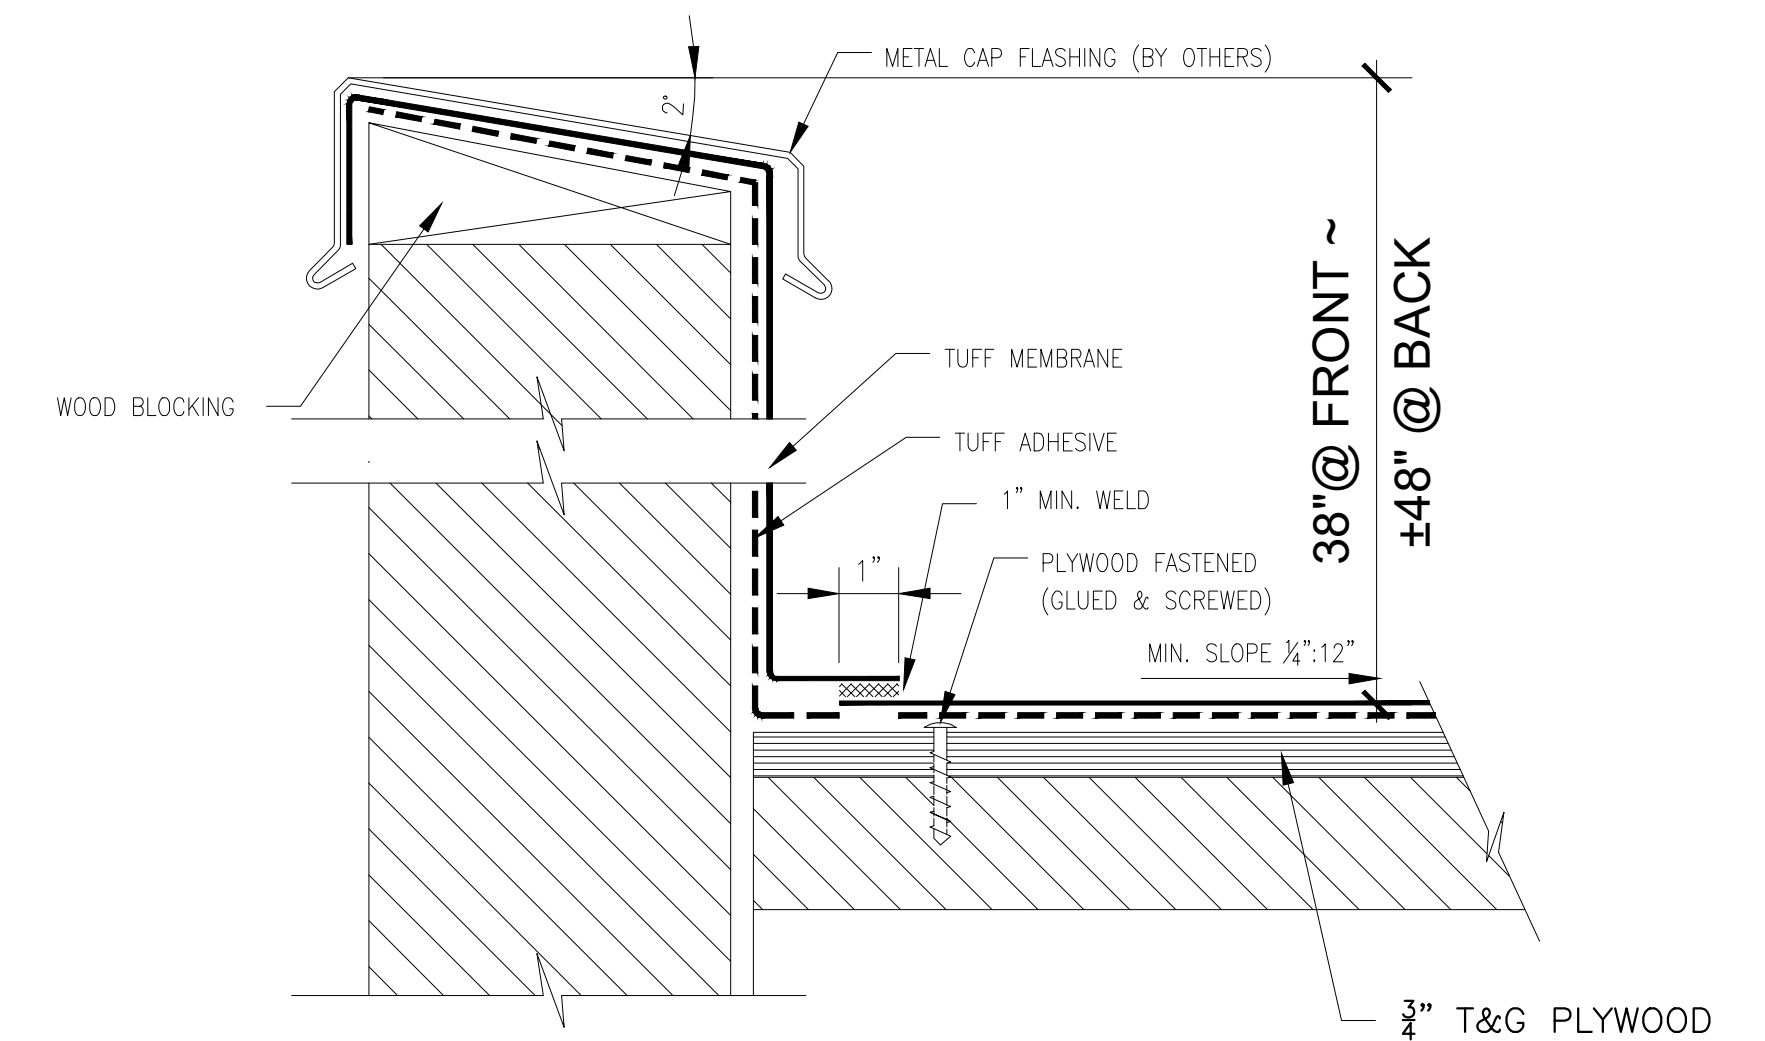 METAL CAP FLASHING (BY OTHERS)
2°
WOOD BLOCKING
TUFF MEMBRANE
TUFF ADHESIVE
1” MIN. WELD
1”
PLYWOOD FASTENED
(GLUED & SCREWED)
38"@ FRONT ~
±48" @ BACK
MIN. SLOPE ¼”:12”
¾” T&G PLYWOOD